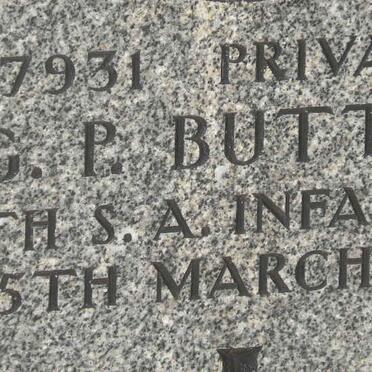 7931 PRIVA
G. P. BUTT
TH S. A. INFA
5TH MARCH